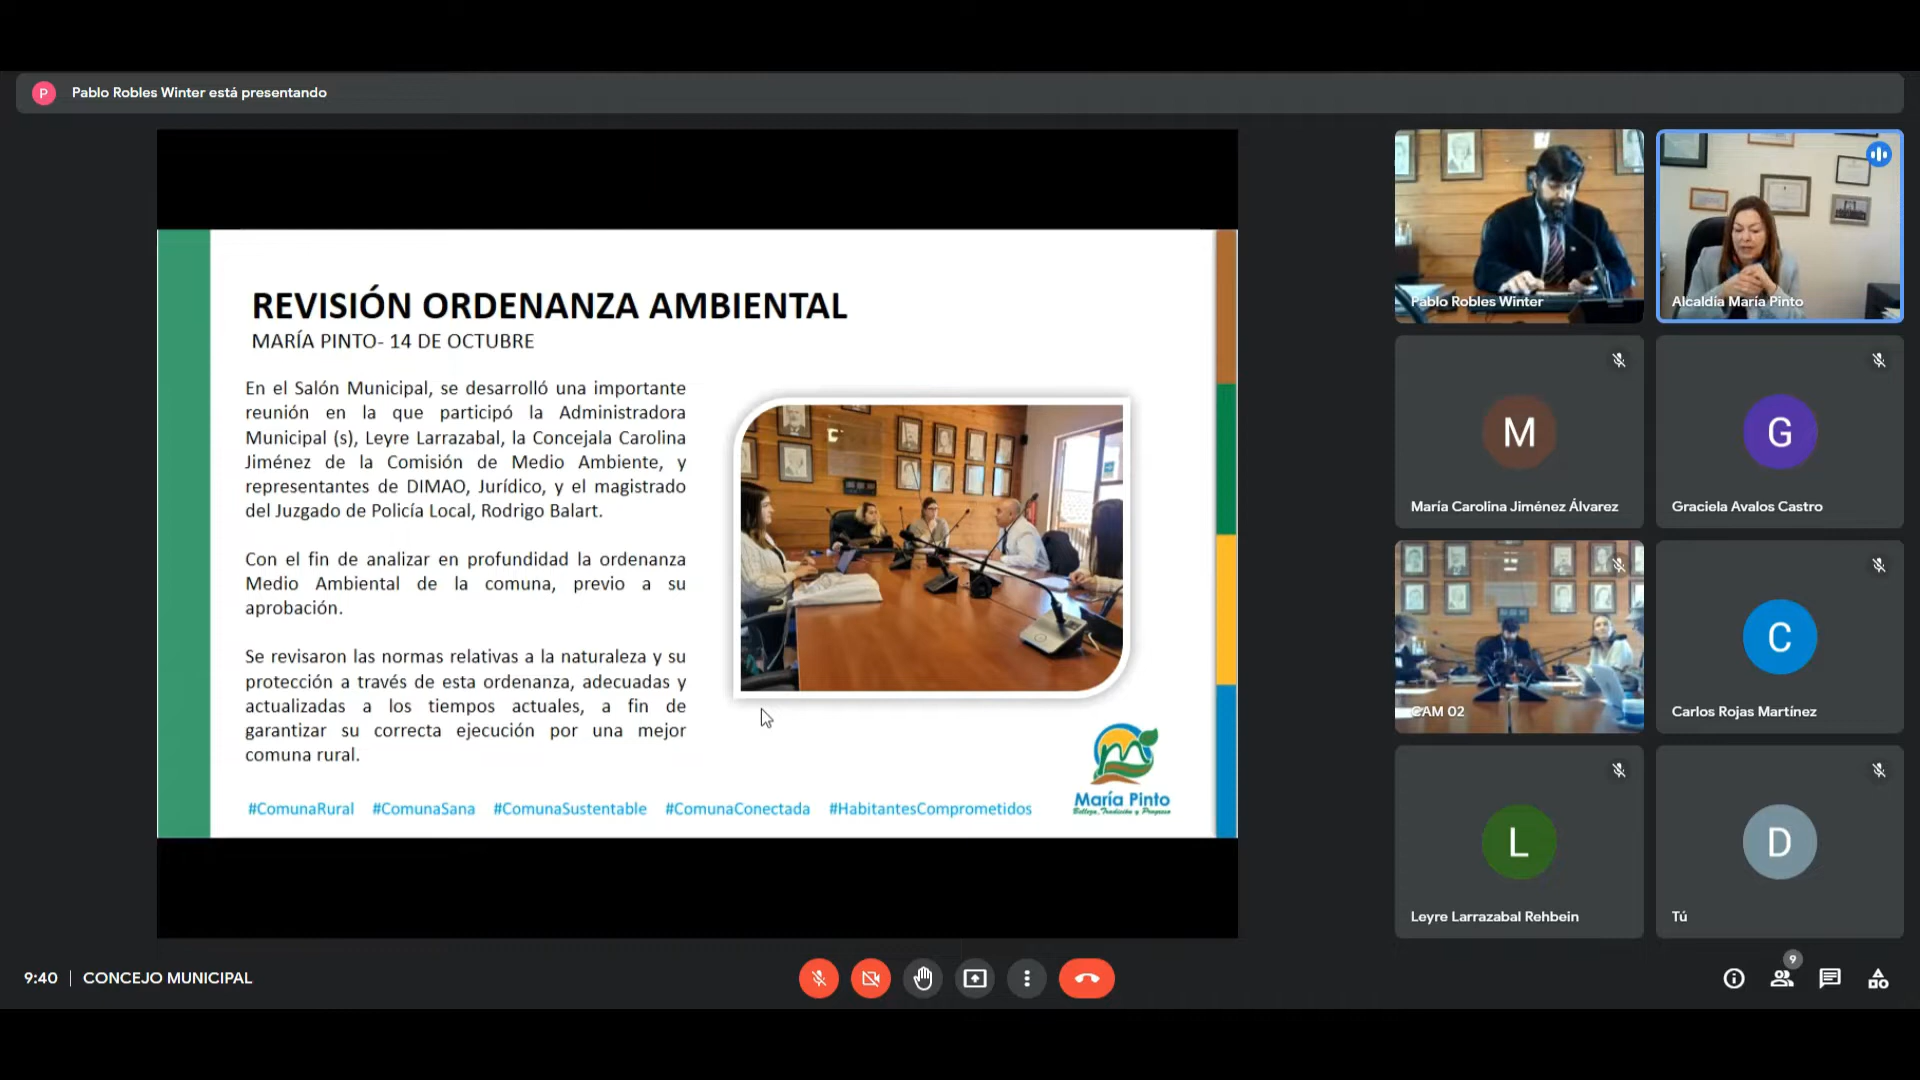 P
Pablo Robles Winter está presentando
REVISIÓN ORDENANZA AMBIENTAL
MARÍA PINTO- 14 DE OCTUBRE
En el Salón Municipal, se desarrolló una importante
reunión en la que participó la Administradora
Municipal (s), Leyre Larrazabal, la Concejala Carolina
Jiménez de la Comisión de Medio Ambiente, y
representantes de DIMAO, Jurídico, y el magistrado
del Juzgado de Policía Local, Rodrigo Balart.
Con el fin de analizar en profundidad la ordenanza
Medio Ambiental de la comuna, previo a su
aprobación.
Se revisaron las normas relativas a la naturaleza y su
protección a través de esta ordenanza, adecuadas y
actualizadas a los tiempos actuales, a fin de
garantizar su correcta ejecución por una mejor
comuna rural.
#ComunaRural #ComunaSana #ComunaSustentable #ComunaConectada #HabitantesComprometidos
María Pinto
Belleza, Tradición y Progreso
Pablo Robles Winter
Alcaldía María Pinto
M
María Carolina Jiménez Álvarez
G
Graciela Avalos Castro
CAM 02
C
Carlos Rojas Martínez
L
Leyre Larrazabal Rehbein
D
Tú
9:40 | CONCEJO MUNICIPAL
9